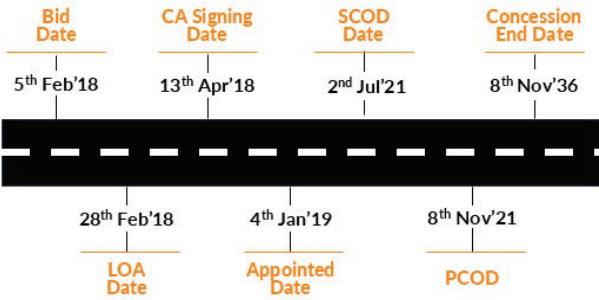 Bid
Date
CA Signing
Date
SCOD
Date
Concession
End Date
5th Feb'18
13th Apr'18
2nd Jul'21
8th Nov'36
28th Feb'18
4th Jan'19
8th Nov'21
LOA
Date
Appointed
Date
PCOD